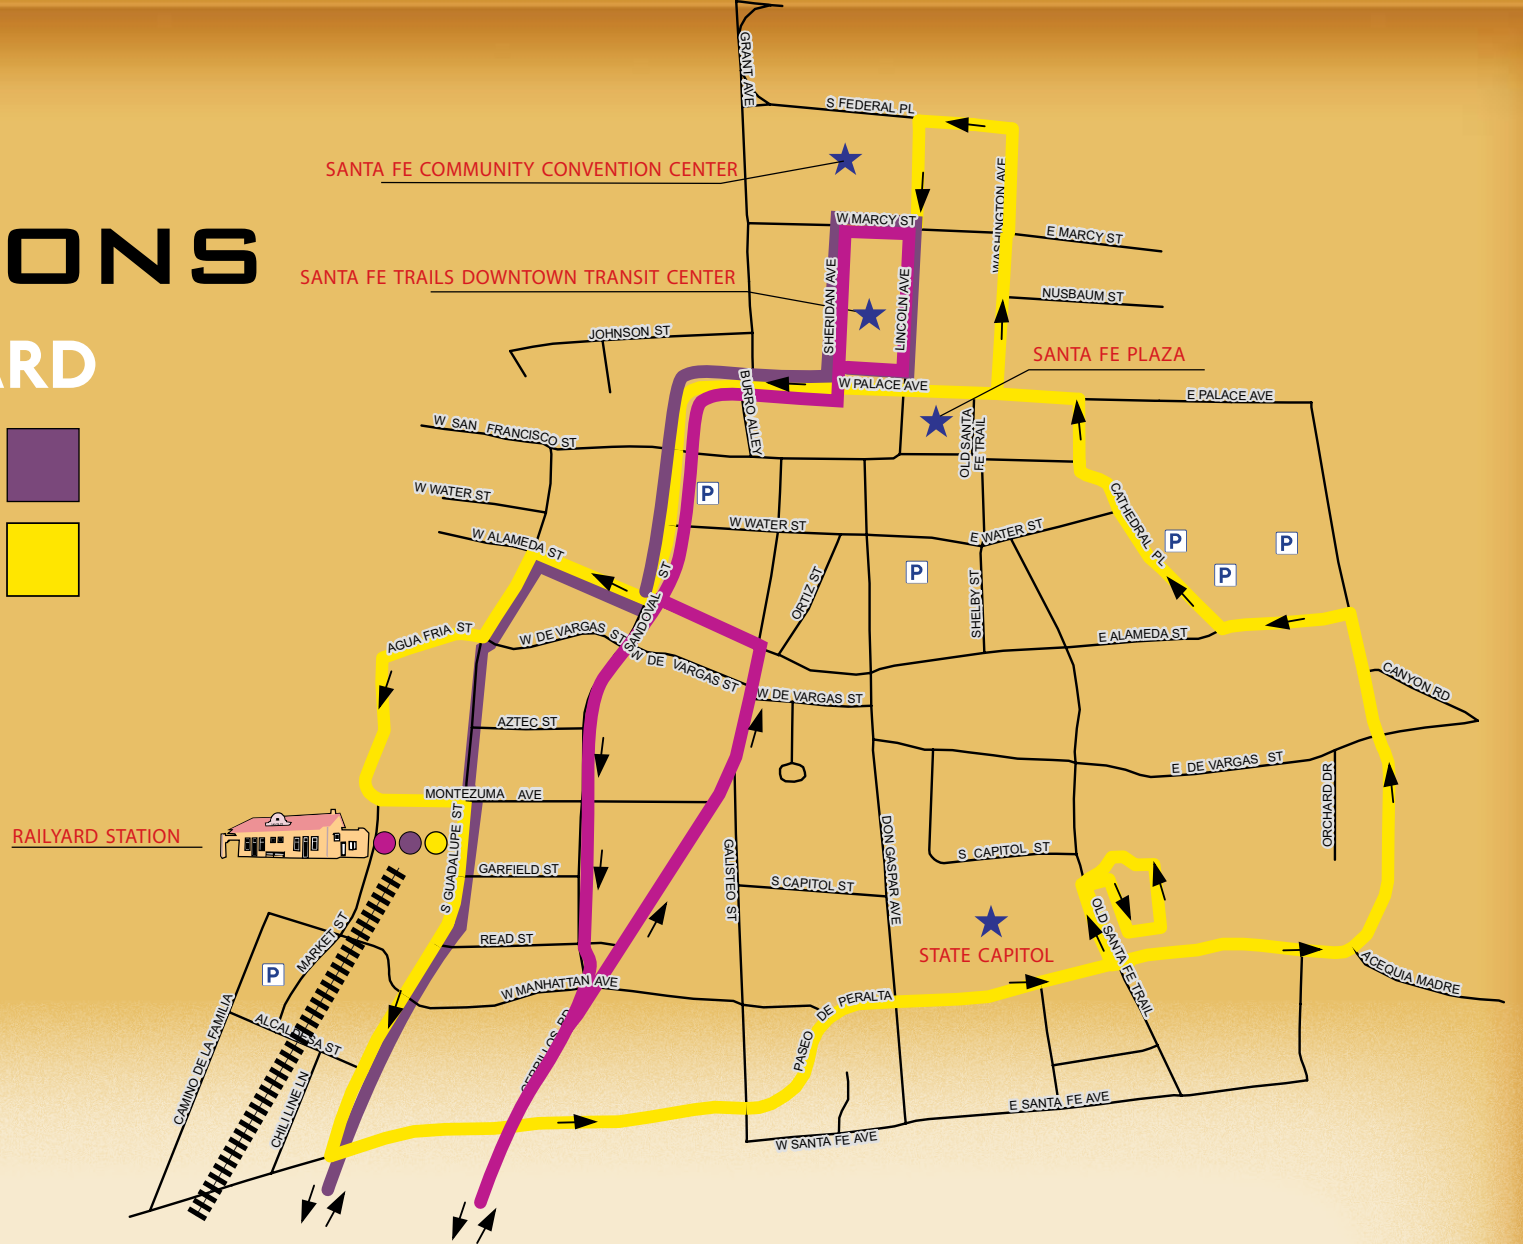 GRANT AVE
S FEDERAL PL
SANTA FE COMMUNITY CONVENTION CENTER
WASHINGTON AVE
W MARCY ST
E MARCY ST
ONS
SANTA FE TRAILS DOWNTOWN TRANSIT CENTER
SHERIDAN AVE
LINCOLN AVE
NUSBAUM ST
JOHNSON ST
ARD
SANTA FE PLAZA
BURRO ALLEY
W PALACE AVE
E PALACE AVE
W SAN FRANCISCO ST
OLD SANTA
FE TRAIL
W WATER ST
P
W WATER ST
E WATER ST
CATHEDRAL PL
P
P
W ALAMEDA ST
P
P
SANDOVAL ST
ORTIZ ST
SHELBY ST
AGUA FRIA ST
W DE VARGAS ST
E ALAMEDA ST
W DE VARGAS ST
W DE VARGAS ST
CANYON RD
AZTEC ST
E DE VARGAS ST
MONTEZUMA AVE
ORCHARD DR
RAILYARD STATION
S GUADALUPE ST
GALISTEO ST
DON GASPAR AVE
S CAPITOL ST
GARFIELD ST
S CAPITOL ST
OLD SANTA FE TRAIL
MARKET ST
READ ST
STATE CAPITOL
P
W MANHATTAN AVE
ACEQUIA MADRE
PASEO DE PERALTA
CAMINO DE LA FAMILIA
ALCALDESA ST
CERRILLOS RD
CHILI LINE LN
E SANTA FE AVE
W SANTA FE AVE